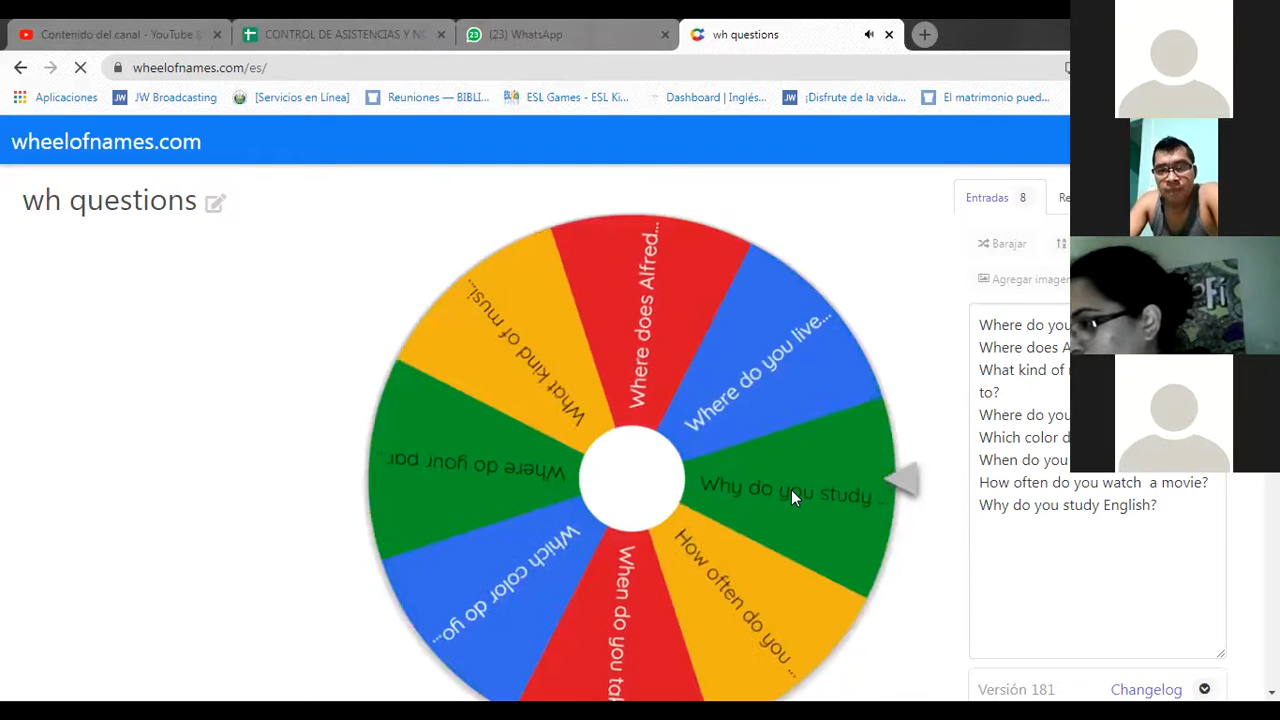 Contenido del canal - YouTube
CONTROL DE ASISTENCIAS Y
(23) WhatsApp
wh questions
wheelofnames.com/es/
Aplicaciones
JW Broadcasting
[Servicios en Línea]
Reuniones — BIBLI...
ESL Games - ESL Ki...
Dashboard | Inglés...
¡Disfrute de la vida...
El matrimonio pued...
wheelofnames.com
wh questions
Entradas 8
Barajar
Agregar imagen
Where does Alfred...
Where do you live...
Why do you study ...
How often do you ...
When do you
Which color do yo...
Where do your par...
What kind of musi...
Where do you
Where does
What kind of
to?
Where do you
Which color
When do you
How often do you watch a movie?
Why do you study English?
Versión 181
Changelog